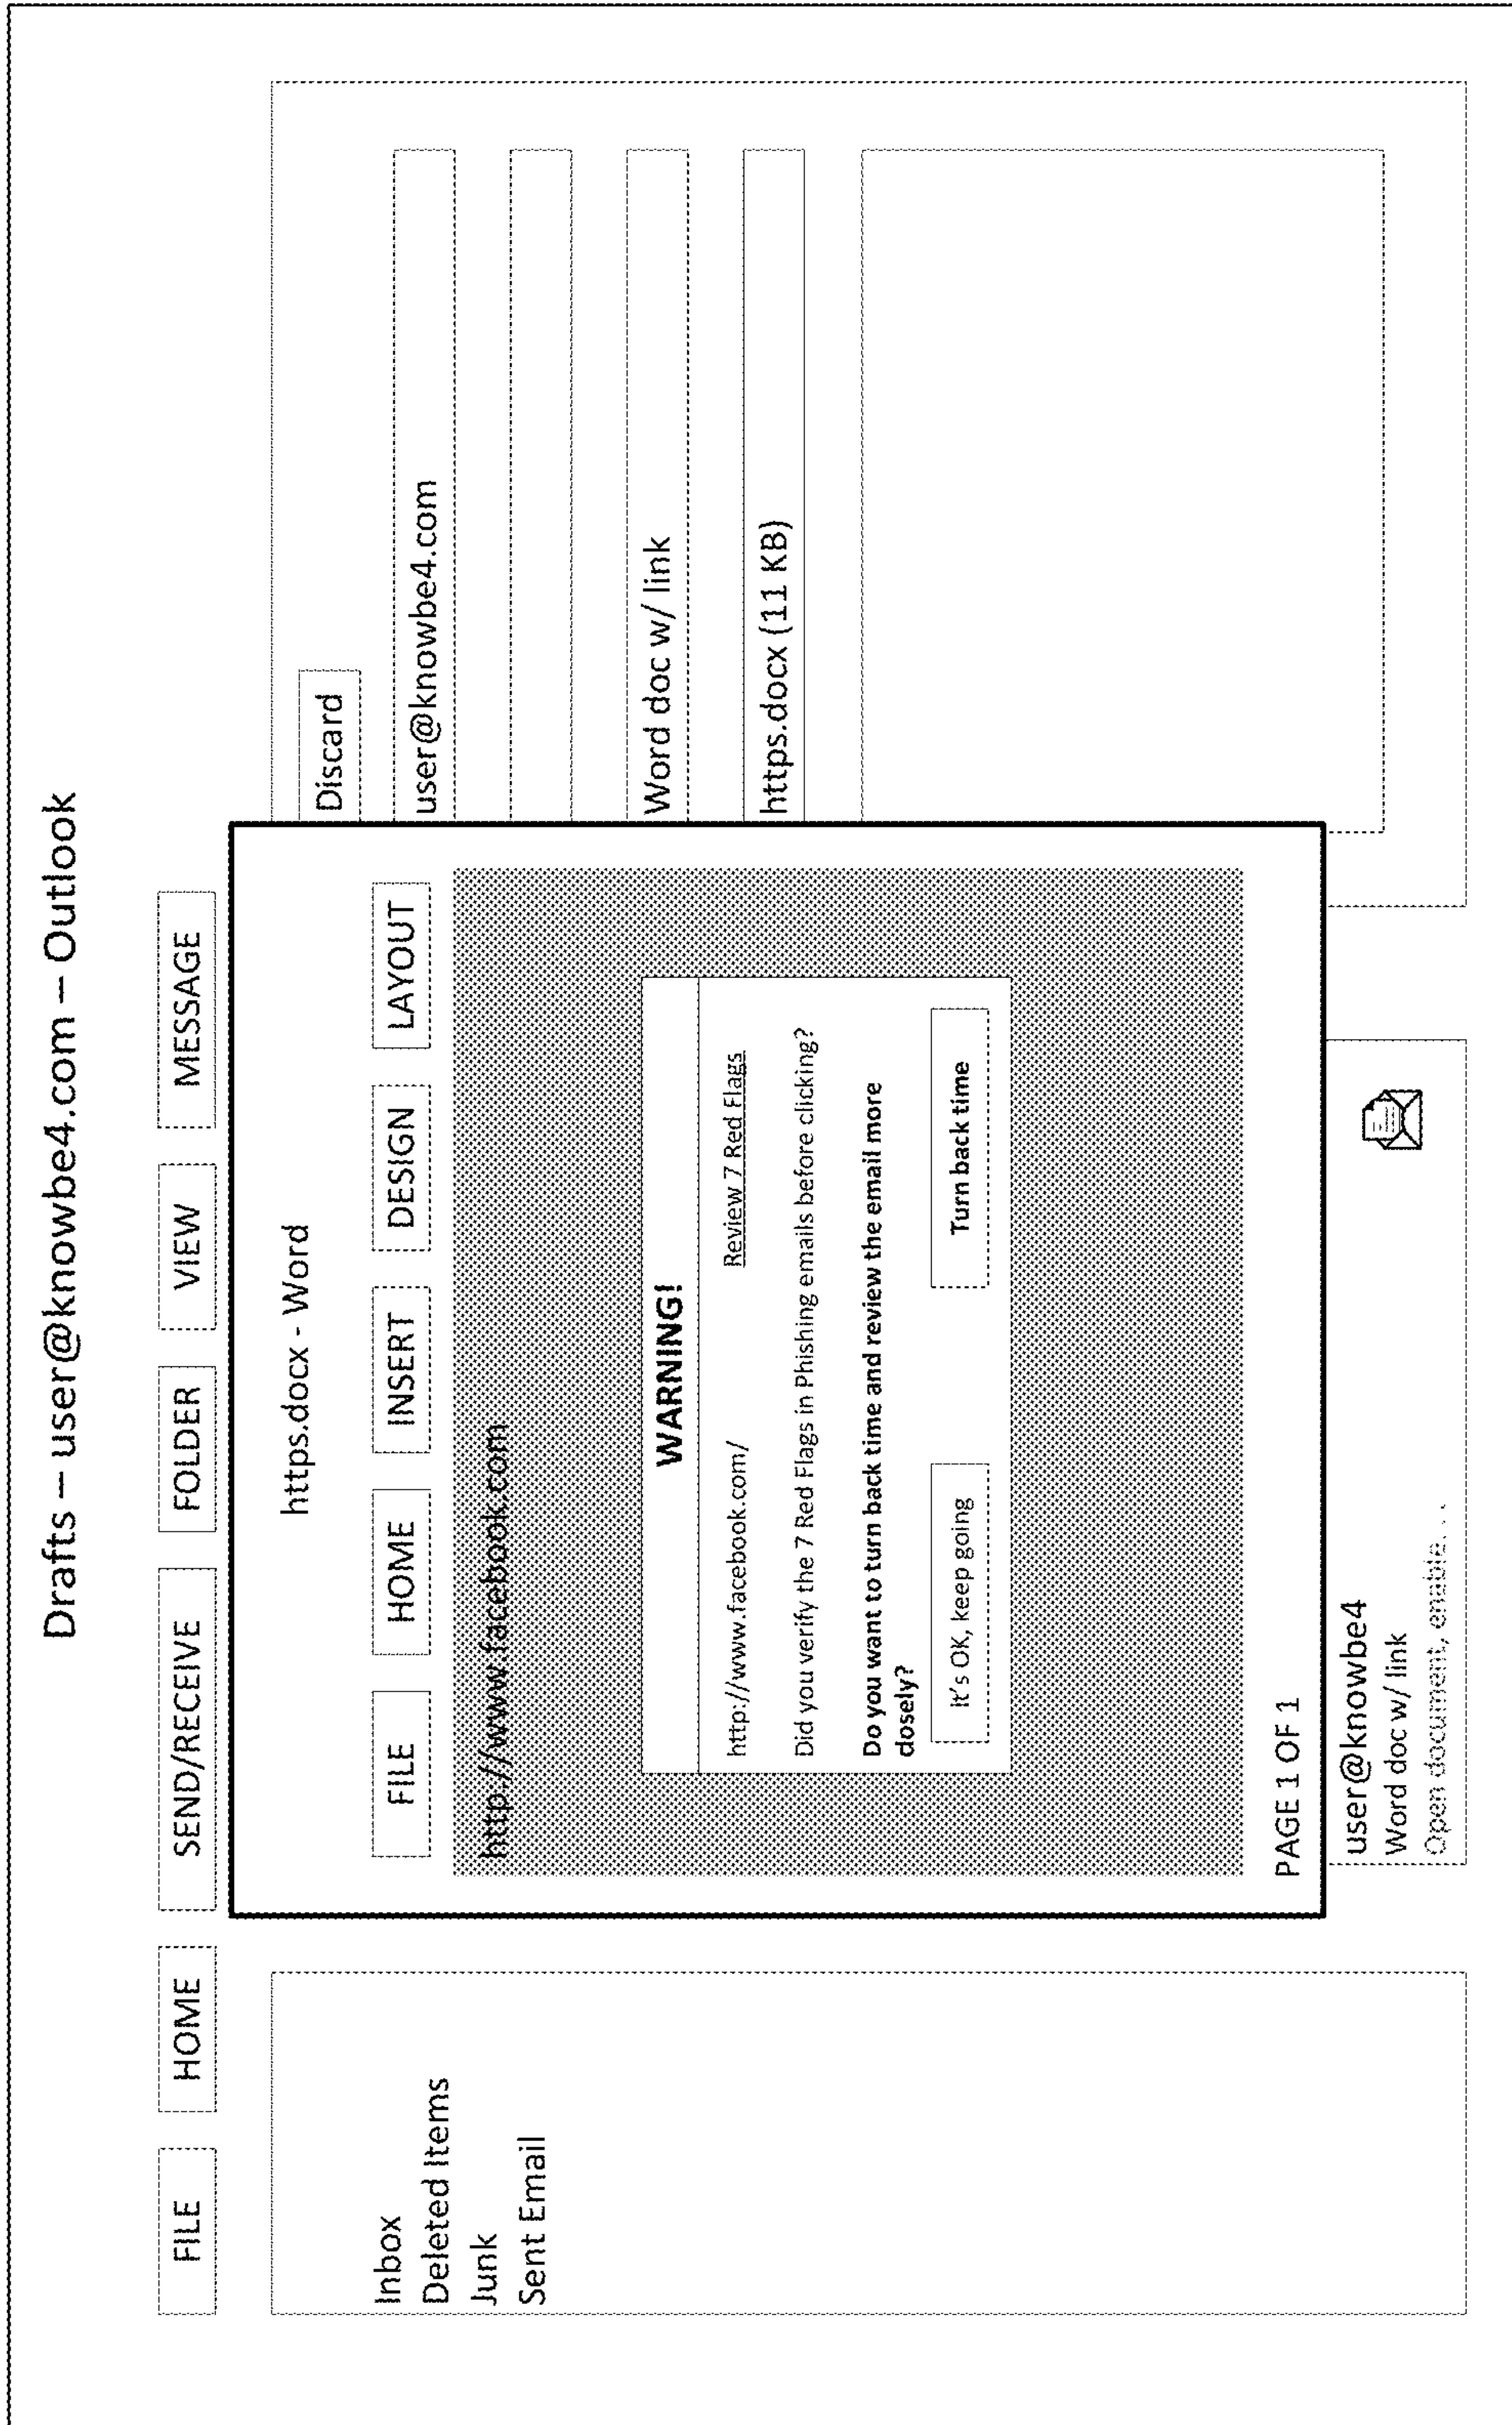 Drafts – user@knowbe4.com – Outlook
FILE
HOME
SEND/RECEIVE
FOLDER
VIEW
MESSAGE
Inbox
Deleted Items
Junk
Sent Email
https.docx - Word
FILE
HOME
INSERT
DESIGN
LAYOUT
http://www.facebook.com
WARNING!
http://www.facebook.com/
Review 7 Red Flags
Did you verify the 7 Red Flags in Phishing emails before clicking?
Do you want to turn back time and review the email more
closely?
It's OK, keep going
Turn back time
PAGE 1 OF 1
user@knowbe4
Word doc w/ link
Open document, enable...
Discard
user@knowbe4.com
Word doc w/ link
https.docx (11 KB)